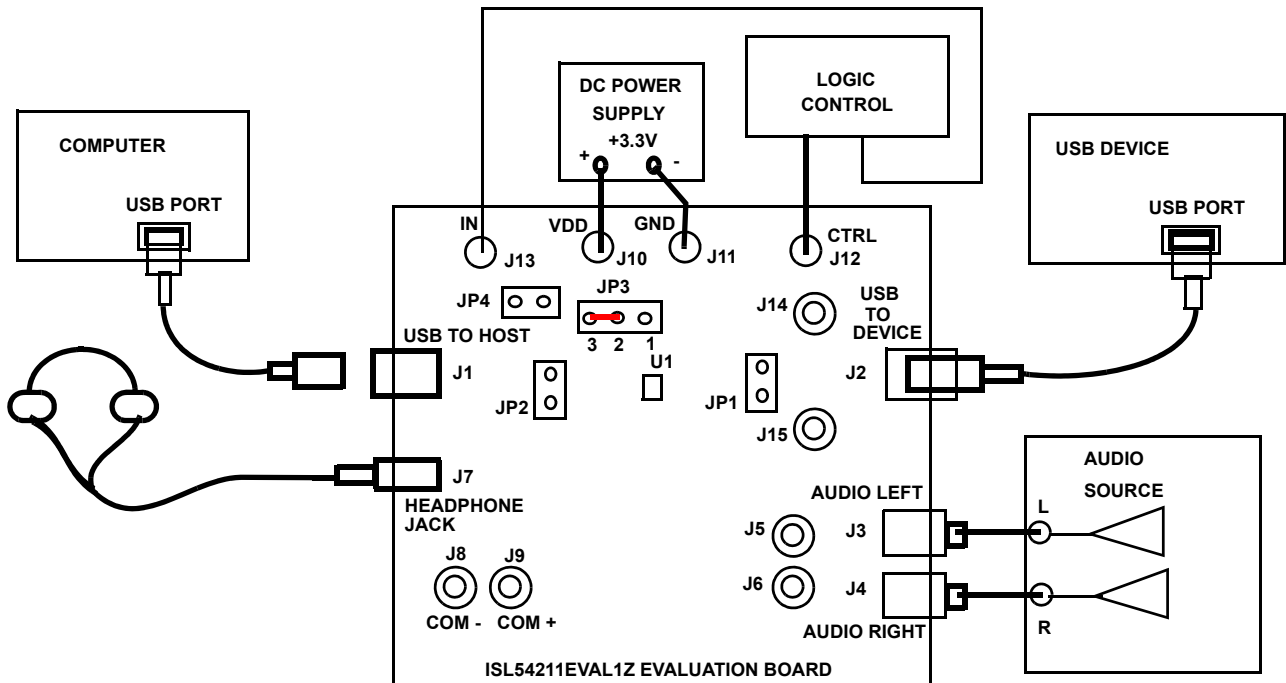 COMPUTER
USB PORT
DC POWER
SUPPLY
+3.3V
+ -
LOGIC
CONTROL
USB DEVICE
USB PORT
IN
J13
VDD
J10
GND
J11
CTRL
J12
JP4
JP3
3 2 1
J14
USB
TO
DEVICE
USB TO HOST
J1
JP2
U1
JP1
J2
J15
J7
HEADPHONE
JACK
J8
J9
COM -
COM +
AUDIO LEFT
J5
J3
J6
J4
AUDIO RIGHT
AUDIO
SOURCE
L
R
ISL54211EVAL1Z EVALUATION BOARD